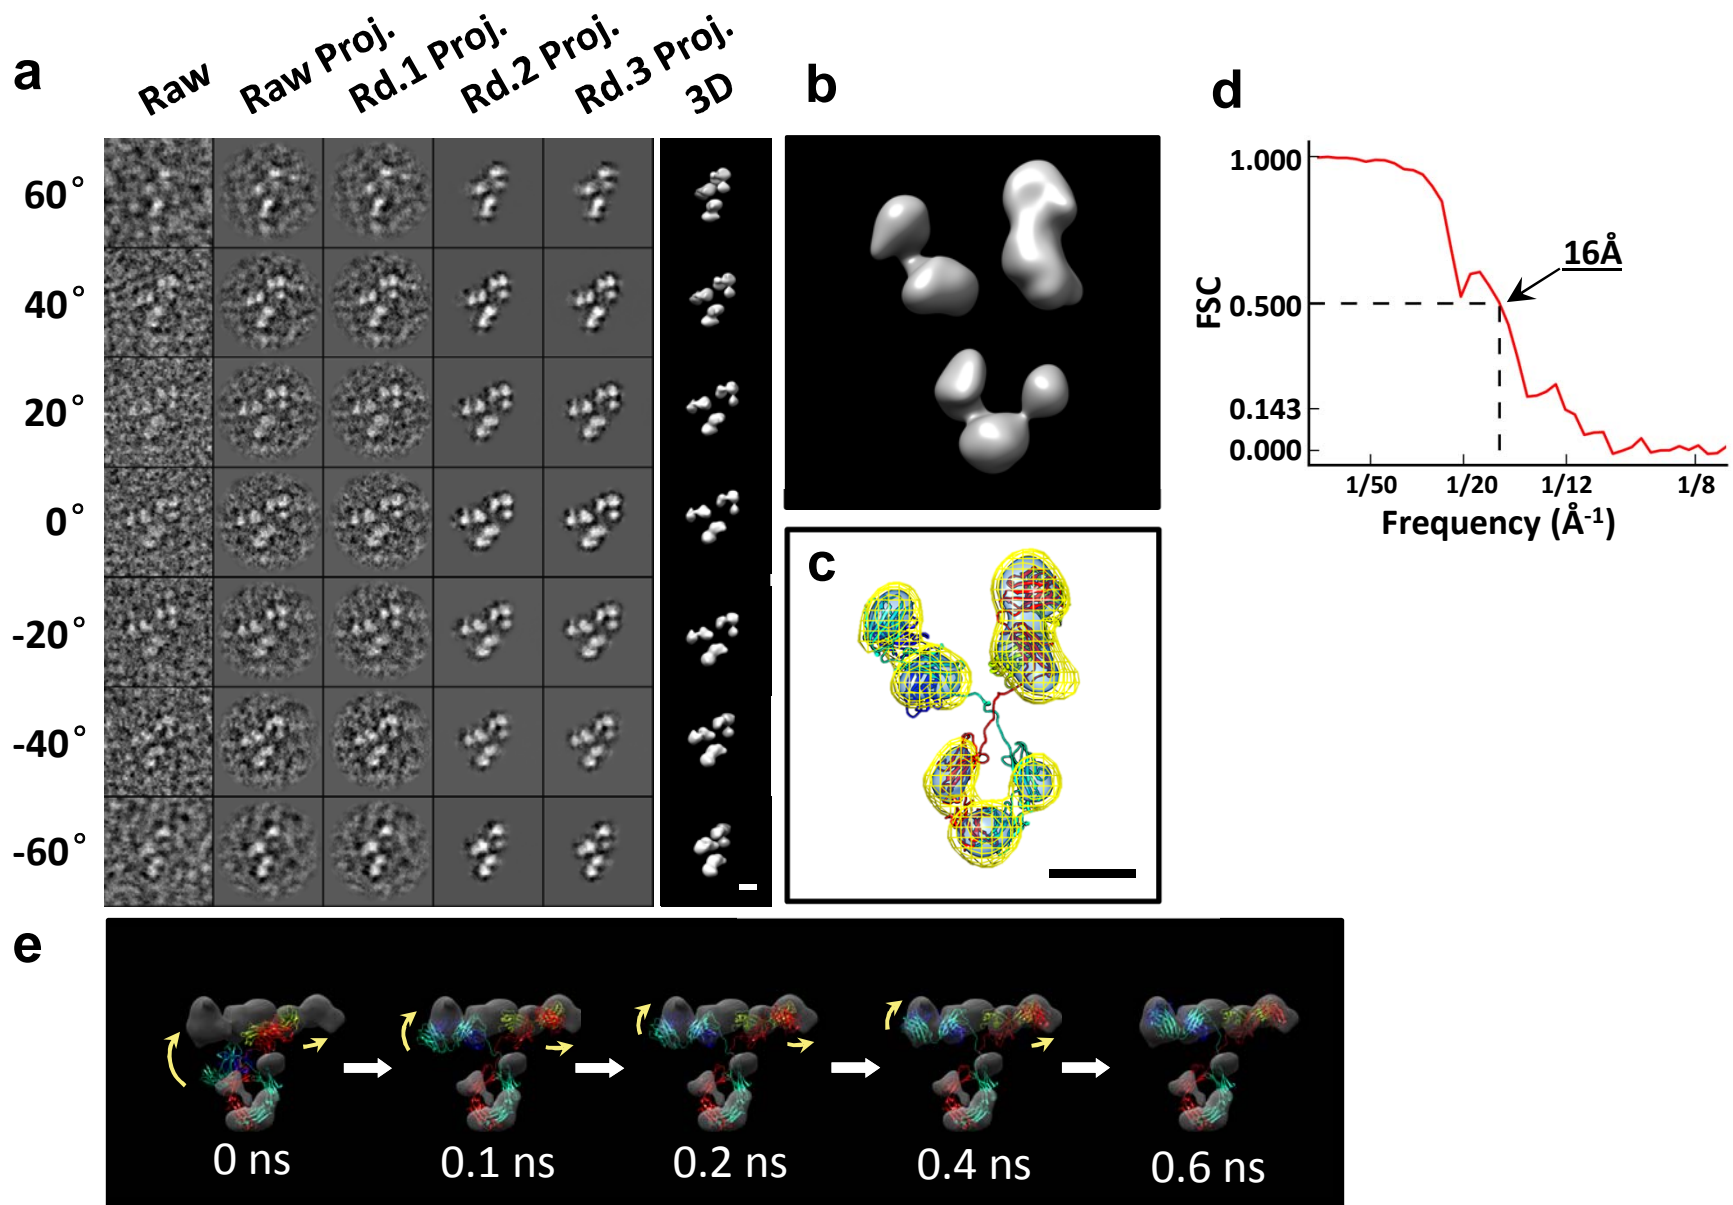 a
Raw
Raw Proj.
Rd.1 Proj.
Rd.2 Proj.
Rd.3 Proj.
3D
60°
40°
20°
0°
-20°
-40°
-60°
b
c
d
1.000
0.500
0.143
0.000
FSC
16Å
1/50 1/20 1/12 1/8
Frequency (Å-1)
e
0 ns 0.1 ns 0.2 ns 0.4 ns 0.6 ns